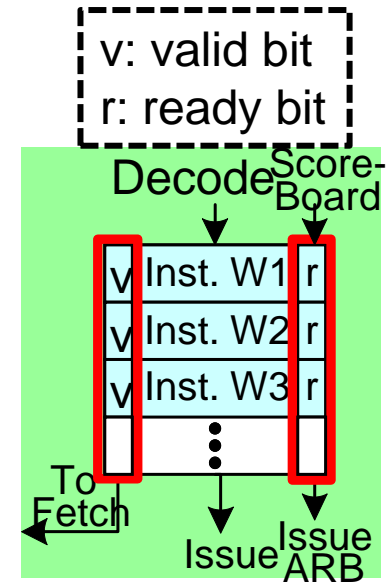 v: valid bit
r: ready bit
Decode
Score-
Board
v Inst. W1 r
v Inst. W2 r
v Inst. W3 r
To
Fetch
Issue
Issue
ARB